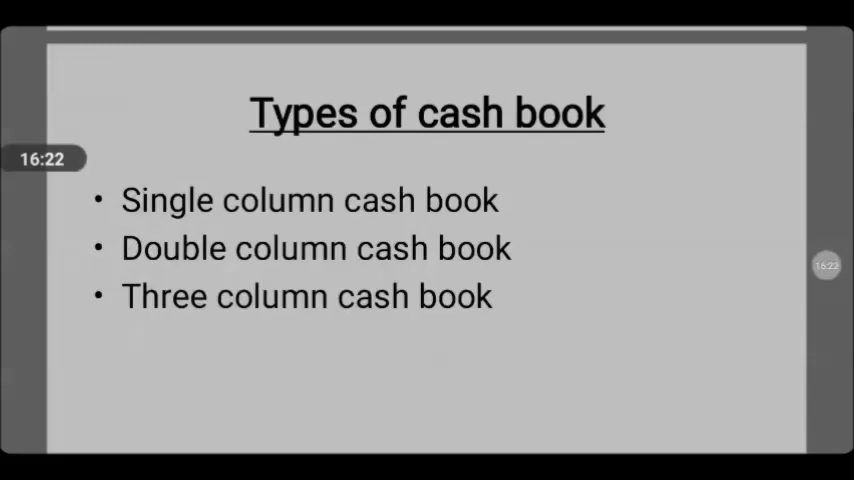 Types of cash book
16:22
• Single column cash book
• Double column cash book
16:22
• Three column cash book